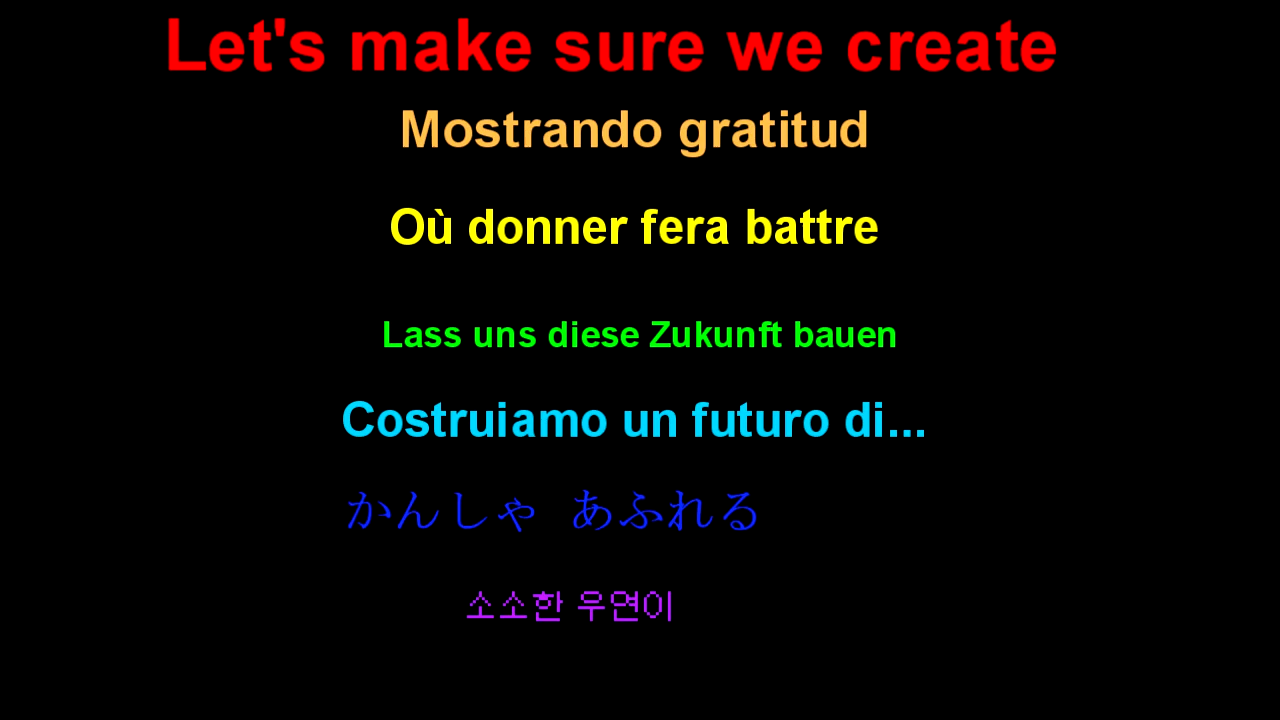 Let's make sure we create
Mostrando gratitud
Où donner fera battre
Lass uns diese Zukunft bauen
Costruiamo un futuro di...
かんしゃ あふれる
소소한 우연이